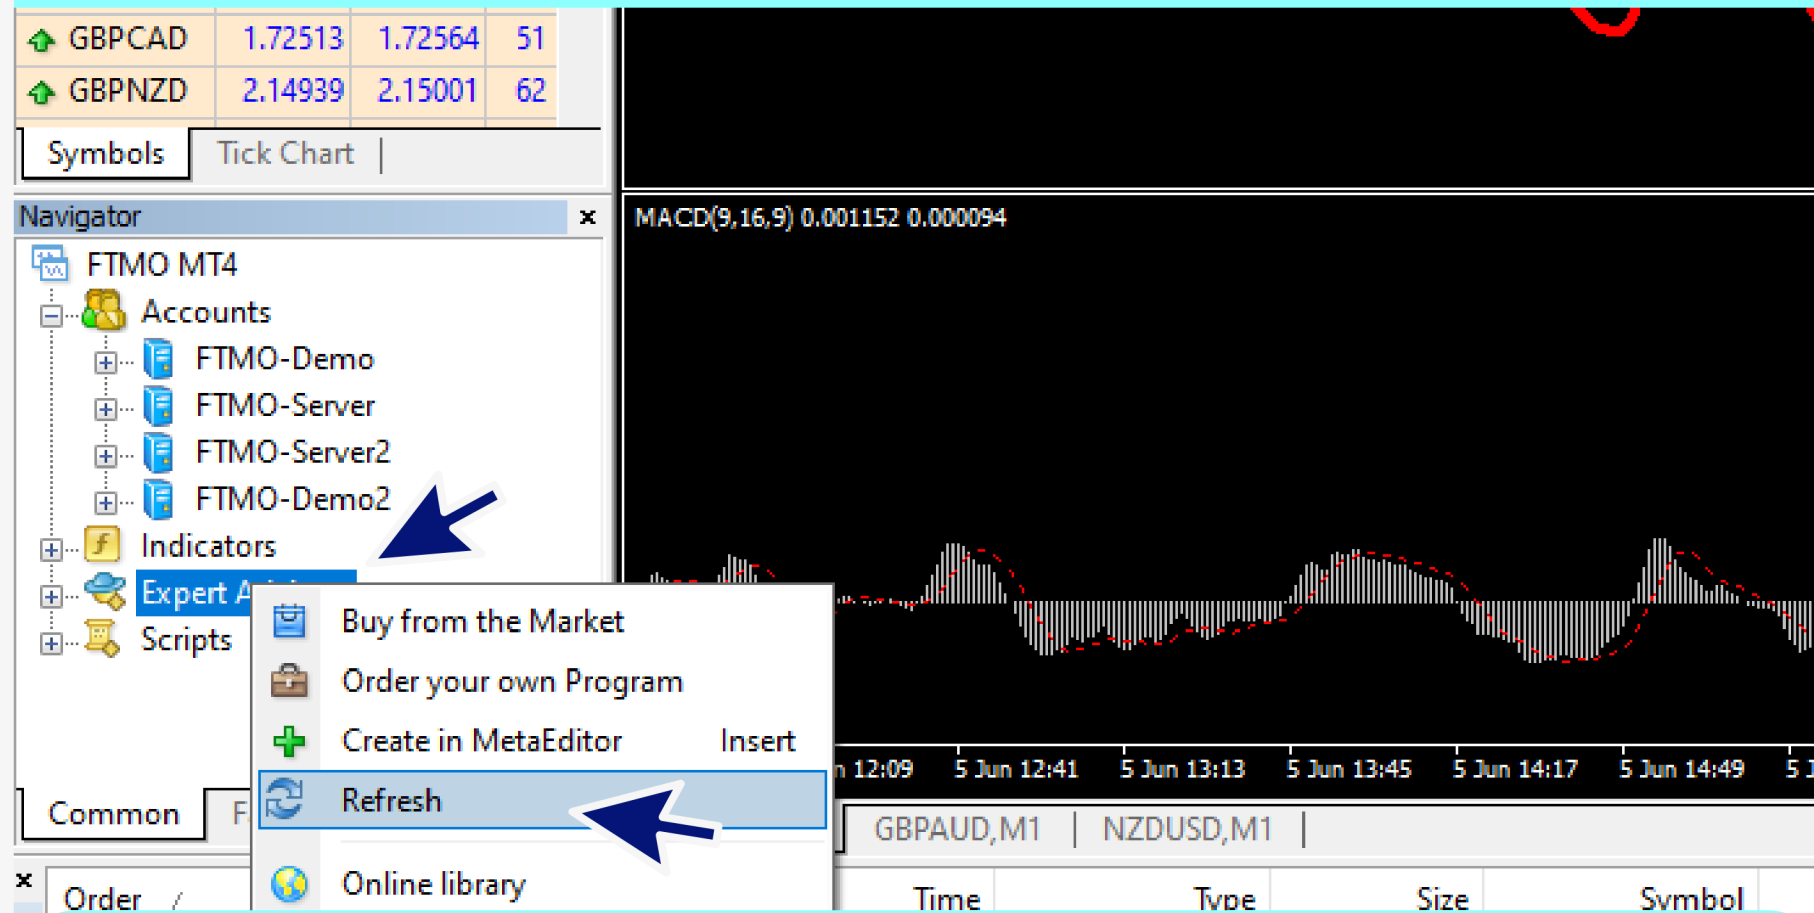 GBPCAD 1.72513 1.72564 51
GBPNZD 2.14939 2.15001 62
Symbols Tick Chart
Navigator
FTMO MT4
Accounts
FTMO-Demo
FTMO-Server
FTMO-Server2
FTMO-Demo2
Indicators
Expert A
Scripts
Common F
Buy from the Market
Order your own Program
Create in MetaEditor Insert
Refresh
Online library
MACD(9,16,9) 0.001152 0.000094
n 12:09 5 Jun 12:41 5 Jun 13:13 5 Jun 13:45 5 Jun 14:17 5 Jun 14:49 5 J
GBPAUD,M1 NZDUSD,M1
Order / Time Type Size Symbol